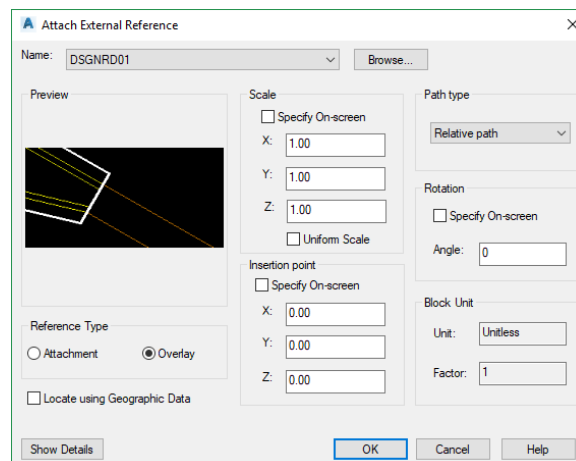 Attach External Reference
Name: DSGNRD01 Browse...
Preview
Reference Type
Attachment Overlay
Locate using Geographic Data
Scale
Specify On-screen
X: 1.00
Y: 1.00
Z: 1.00
Uniform Scale
Insertion point
Specify On-screen
X: 0.00
Y: 0.00
Z: 0.00
Path type
Relative path
Rotation
Specify On-screen
Angle: 0
Block Unit
Unit: Unitless
Factor: 1
Show Details OK Cancel Help